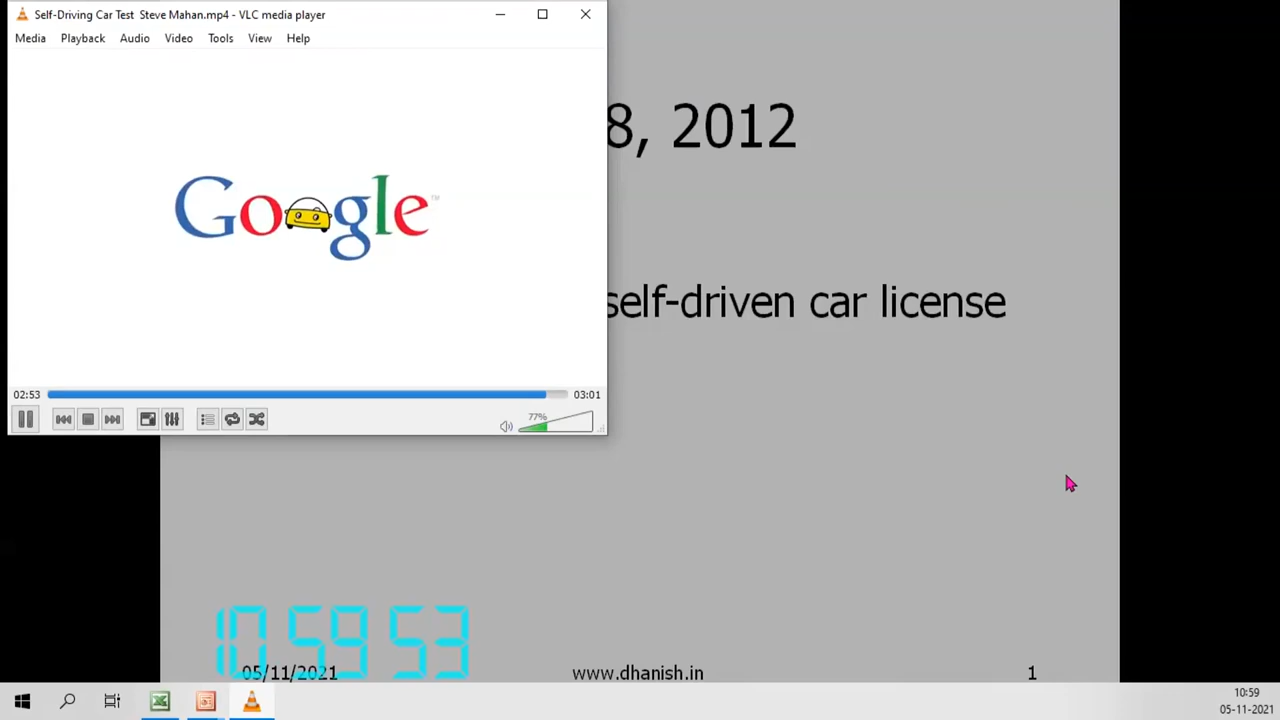 Self-Driving Car Test Steve Mahan.mp4 - VLC media player
Media Playback Audio Video Tools View Help
8, 2012
Google™
self-driven car license
02:53 03:01
77%
10 59 53
05/11/2021 www.dhanish.in 1
10:59
05-11-2021